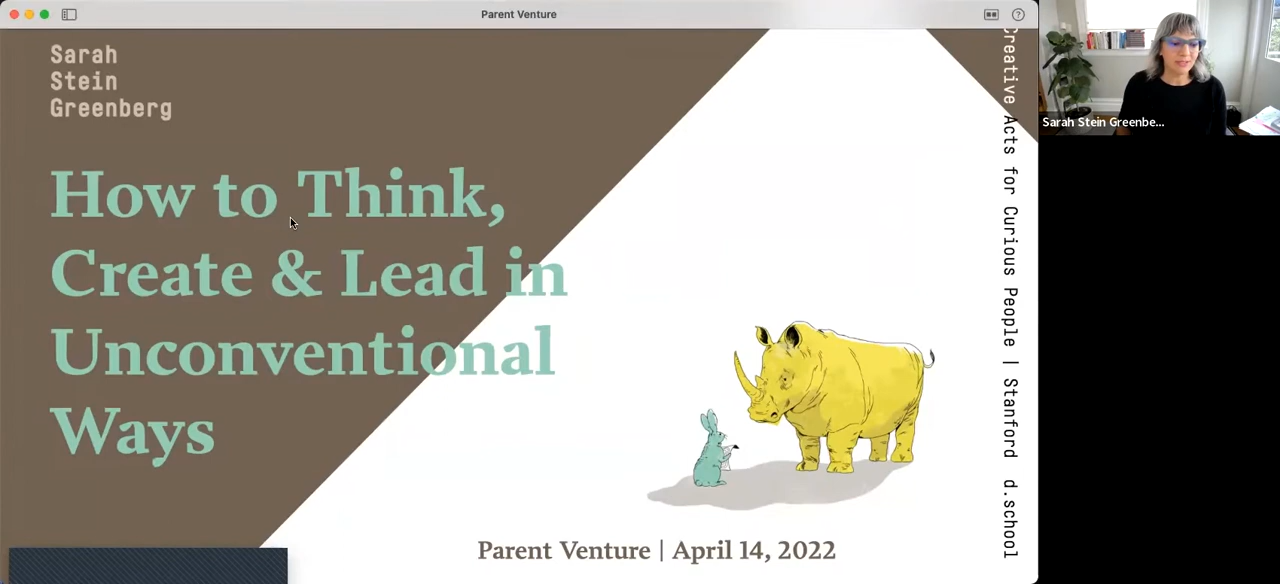 Parent Venture
Sarah
Stein
Greenberg
How to Think,
Create & Lead in
Unconventional
Ways
Parent Venture | April 14, 2022
Creative Acts for Curious People | Stanford d.school
Sarah Stein Greenbe...